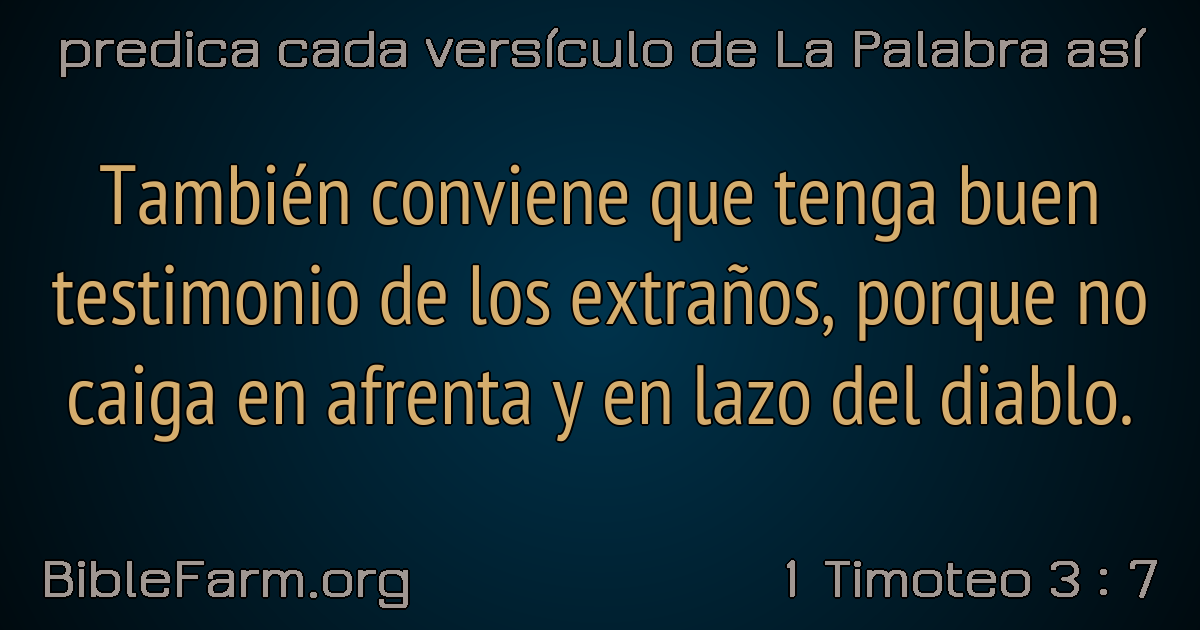 predica cada versículo de La Palabra así
También conviene que tenga buen
testimonio de los extraños, porque no
caiga en afrenta y en lazo del diablo.
BibleFarm.org
1 Timoteo 3 : 7